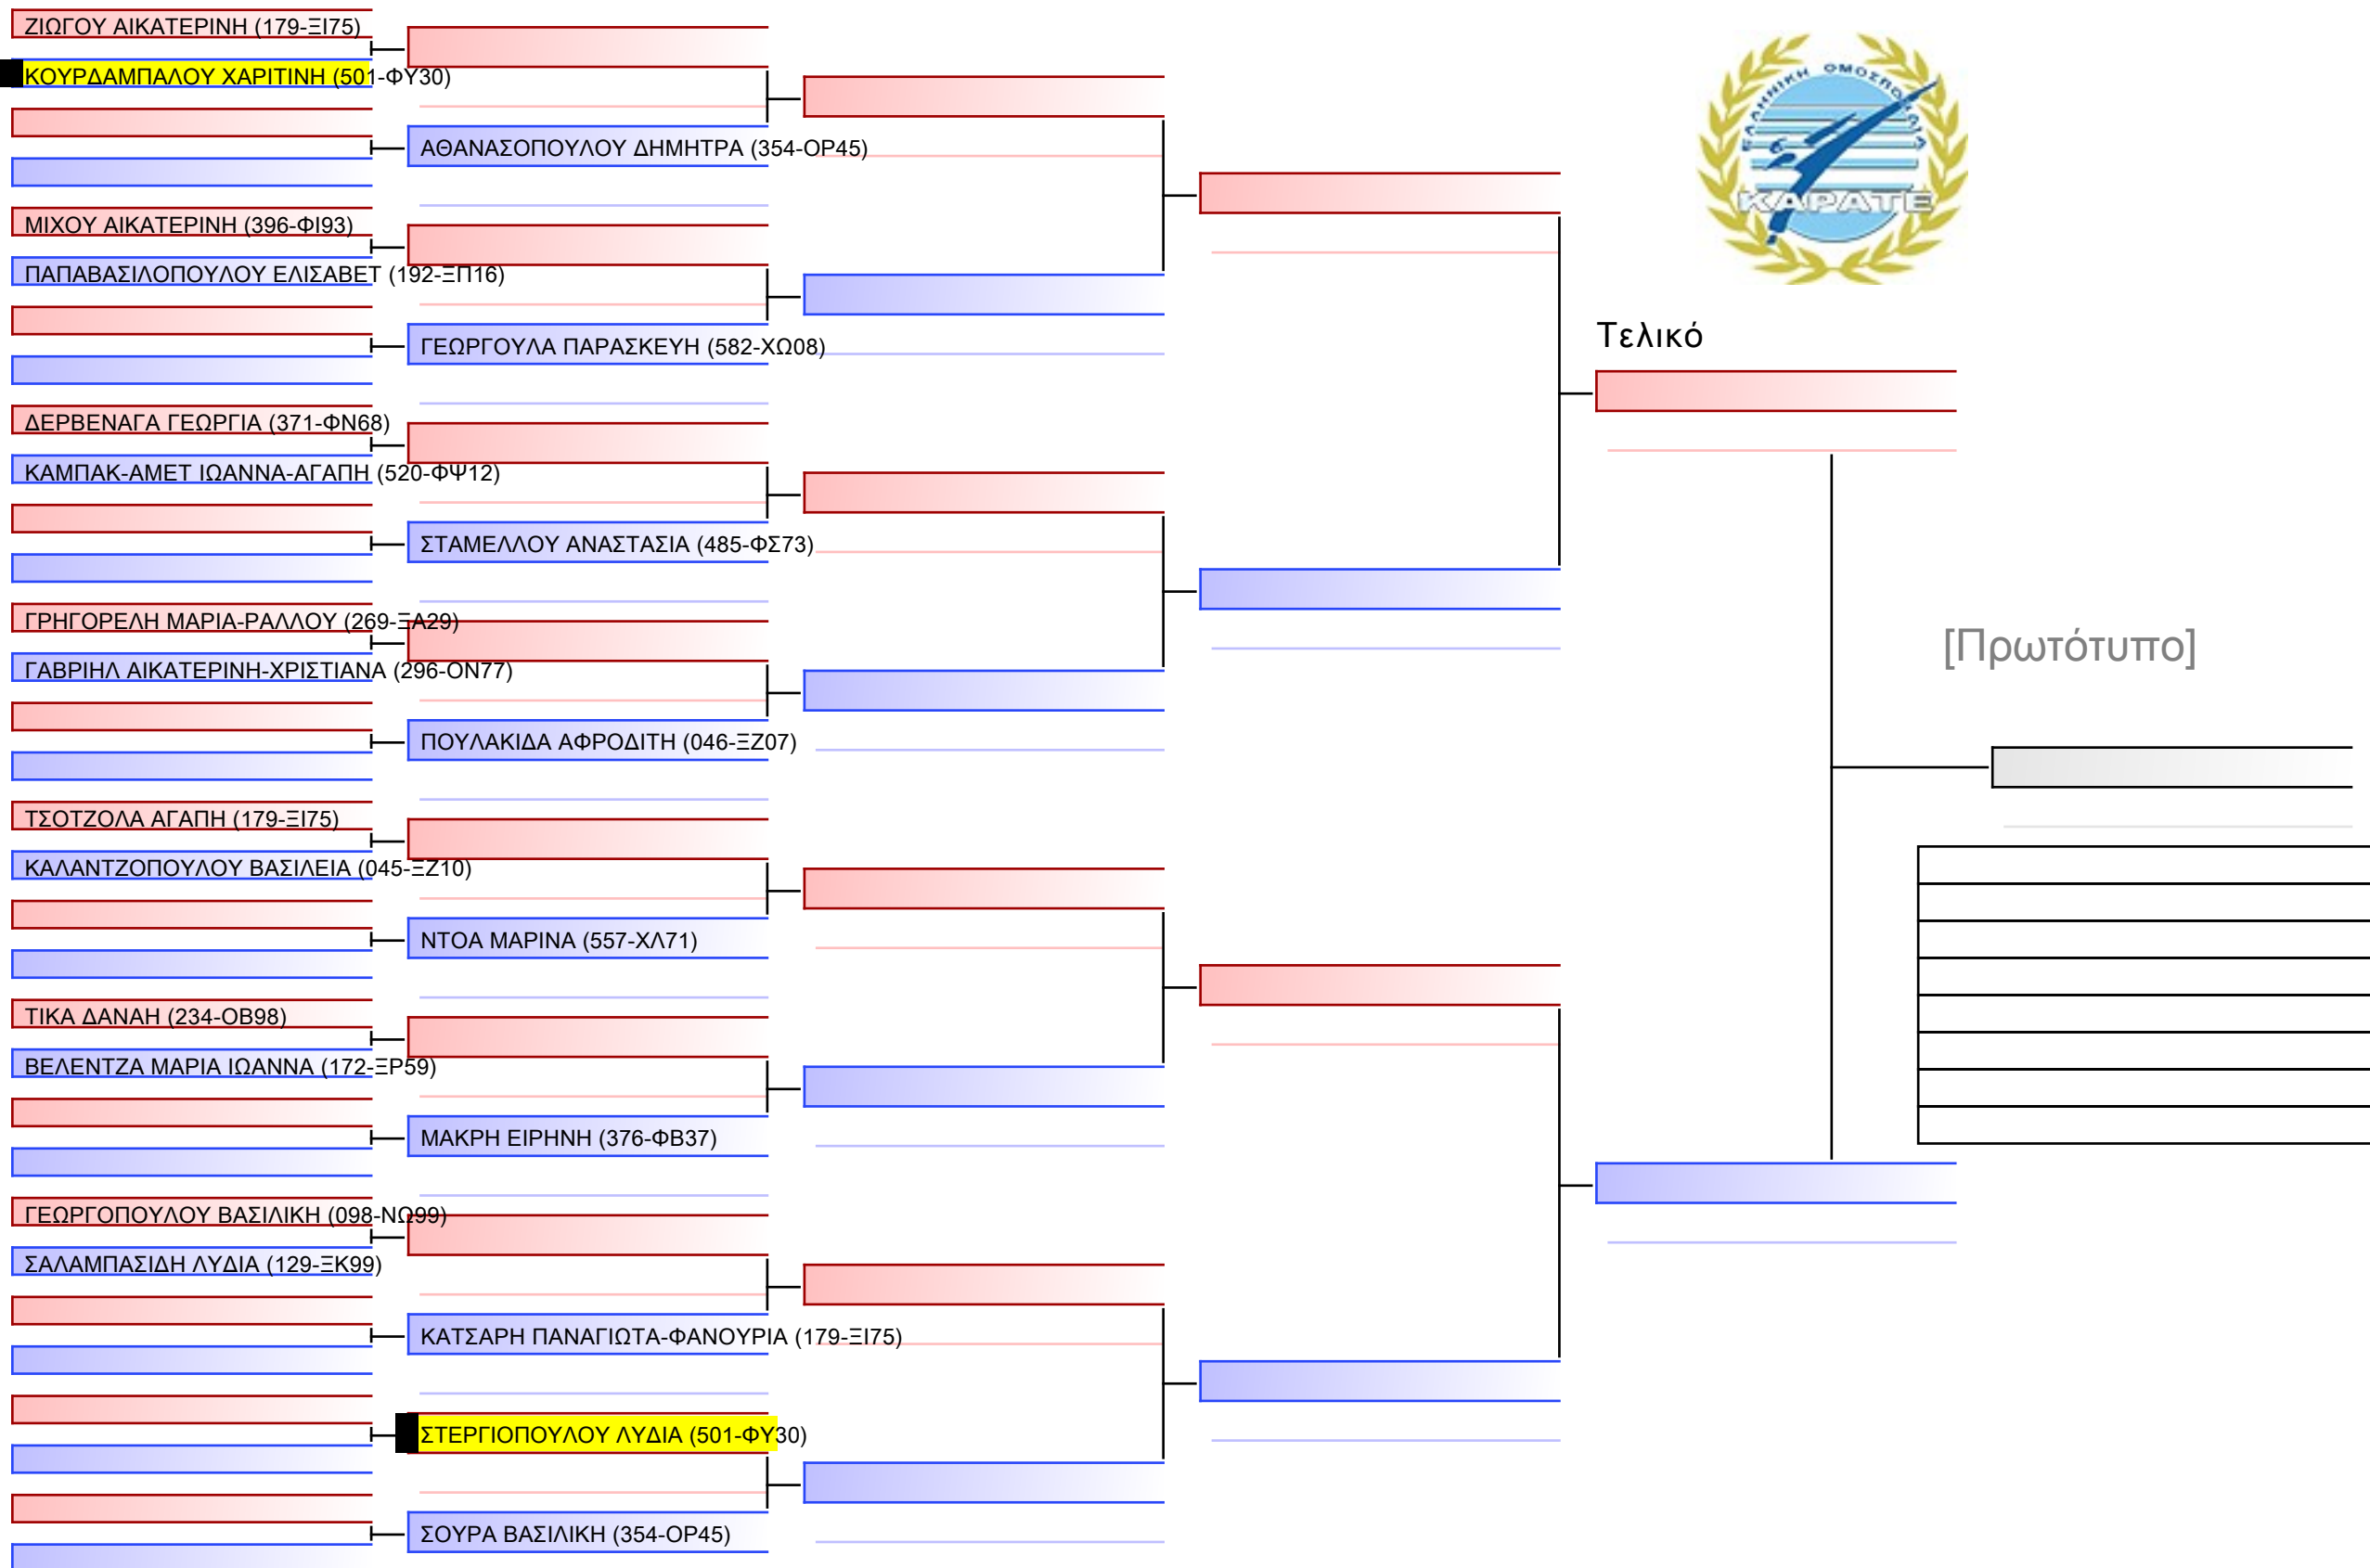 ΖΙΩΓΟΥ ΑΙΚΑΤΕΡΙΝΗ (179-ΞΙ75)
ΚΟΥΡΔΑΜΠΑΛΟΥ ΧΑΡΙΤΙΝΗ (501-ΦΥ30)
ΑΘΑΝΑΣΟΠΟΥΛΟΥ ΔΗΜΗΤΡΑ (354-ΟΡ45)
ΜΙΧΟΥ ΑΙΚΑΤΕΡΙΝΗ (396-ΦΙ93)
ΠΑΠΑΒΑΣΙΛΟΠΟΥΛΟΥ ΕΛΙΣΑΒΕΤ (192-ΞΠ16)
ΓΕΩΡΓΟΥΛΑ ΠΑΡΑΣΚΕΥΗ (582-ΧΩ08)
ΔΕΡΒΕΝΑΓΑ ΓΕΩΡΓΙΑ (371-ΦΝ68)
ΚΑΜΠΑΚ-ΑΜΕΤ ΙΩΑΝΝΑ-ΑΓΑΠΗ (520-ΦΨ12)
ΣΤΑΜΕΛΛΟΥ ΑΝΑΣΤΑΣΙΑ (485-ΦΣ73)
ΓΡΗΓΟΡΕΛΗ ΜΑΡΙΑ-ΡΑΛΛΟΥ (269-ΞΑ29)
ΓΑΒΡΙΗΛ ΑΙΚΑΤΕΡΙΝΗ-ΧΡΙΣΤΙΑΝΑ (296-ΟΝ77)
ΠΟΥΛΑΚΙΔΑ ΑΦΡΟΔΙΤΗ (046-ΞΖ07)
ΤΣΟΤΖΟΛΑ ΑΓΑΠΗ (179-ΞΙ75)
ΚΑΛΑΝΤΖΟΠΟΥΛΟΥ ΒΑΣΙΛΕΙΑ (045-ΞΖ10)
ΝΤΟΑ ΜΑΡΙΝΑ (557-ΧΛ71)
ΤΙΚΑ ΔΑΝΑΗ (234-ΟΒ98)
ΒΕΛΕΝΤΖΑ ΜΑΡΙΑ ΙΩΑΝΝΑ (172-ΞΡ59)
ΜΑΚΡΗ ΕΙΡΗΝΗ (376-ΦΒ37)
ΓΕΩΡΓΟΠΟΥΛΟΥ ΒΑΣΙΛΙΚΗ (098-ΝΩ99)
ΣΑΛΑΜΠΑΣΙΔΗ ΛΥΔΙΑ (129-ΞΚ99)
ΚΑΤΣΑΡΗ ΠΑΝΑΓΙΩΤΑ-ΦΑΝΟΥΡΙΑ (179-ΞΙ75)
ΣΤΕΡΓΙΟΠΟΥΛΟΥ ΛΥΔΙΑ (501-ΦΥ30)
ΣΟΥΡΑ ΒΑΣΙΛΙΚΗ (354-ΟΡ45)
ΕΛΛΗΝΙΚΗ ΟΜΟΣΠΟΝΔΙΑ
ΚΑΡΑΤΕ
Τελικό
[Πρωτότυπο]